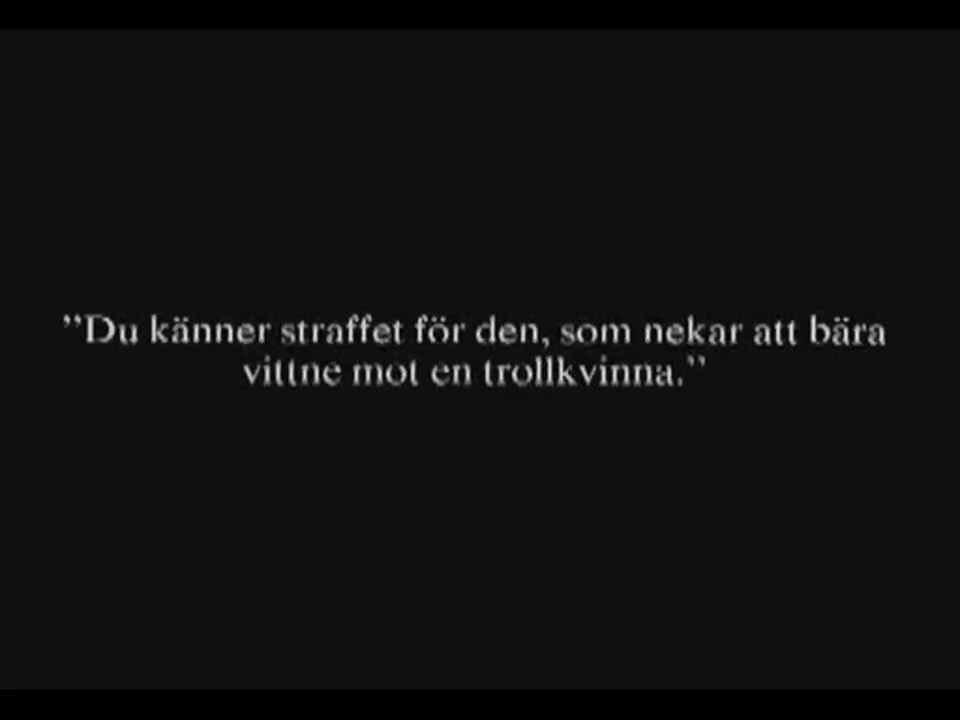 ”Du känner straffet för den, som nekar att bära
vittne mot en trollkvinna.”